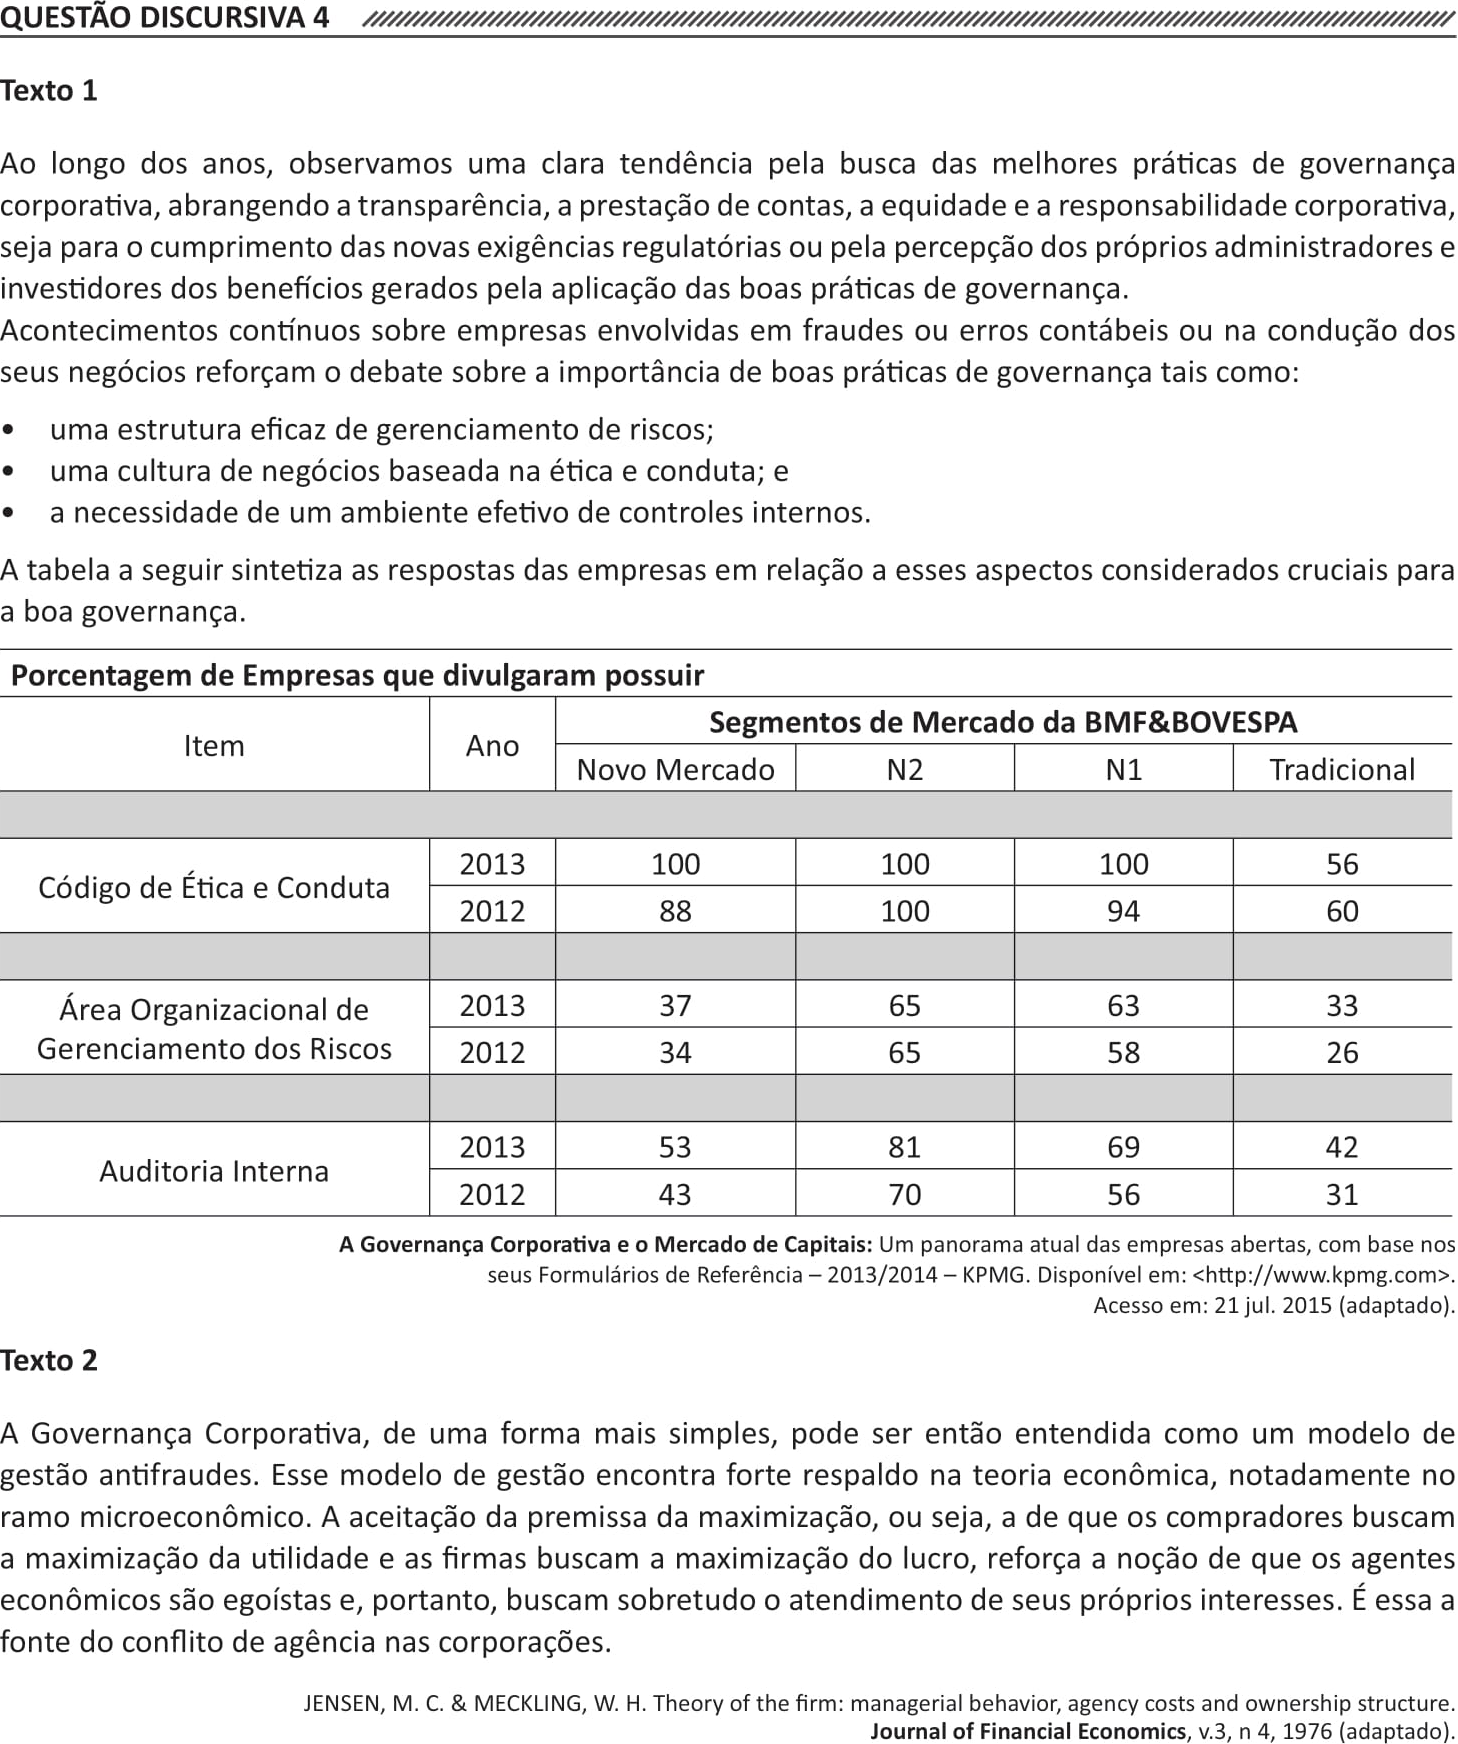 QUESTÃO DISCURSIVA 4
Texto 1
Ao longo dos anos, observamos uma clara tendência pela busca das melhores práticas de governança
corporativa, abrangendo a transparência, a prestação de contas, a equidade e a responsabilidade corporativa,
seja para o cumprimento das novas exigências regulatórias ou pela percepção dos próprios administradores e
investidores dos benefícios gerados pela aplicação das boas práticas de governança.
Acontecimentos contínuos sobre empresas envolvidas em fraudes ou erros contábeis ou na condução dos
seus negócios reforçam o debate sobre a importância de boas práticas de governança tais como:
• uma estrutura eficaz de gerenciamento de riscos;
• uma cultura de negócios baseada na ética e conduta; e
• a necessidade de um ambiente efetivo de controles internos.
A tabela a seguir sintetiza as respostas das empresas em relação a esses aspectos considerados cruciais para
a boa governança.
Porcentagem de Empresas que divulgaram possuir
Item Ano Segmentos de Mercado da BMF&BOVESPA
Novo Mercado N2 N1 Tradicional
Código de Ética e Conduta
2013 100 100 100 56
2012 88 100 94 60
Área Organizacional de
Gerenciamento dos Riscos
2013 37 65 63 33
2012 34 65 58 26
Auditoria Interna
2013 53 81 69 42
2012 43 70 56 31
A Governança Corporativa e o Mercado de Capitais: Um panorama atual das empresas abertas, com base nos
seus Formulários de Referência – 2013/2014 – KPMG. Disponível em: <http://www.kpmg.com>.
Acesso em: 21 jul. 2015 (adaptado).
Texto 2
A Governança Corporativa, de uma forma mais simples, pode ser então entendida como um modelo de
gestão antifraudes. Esse modelo de gestão encontra forte respaldo na teoria econômica, notadamente no
ramo microeconômico. A aceitação da premissa da maximização, ou seja, a de que os compradores buscam
a maximização da utilidade e as firmas buscam a maximização do lucro, reforça a noção de que os agentes
econômicos são egoístas e, portanto, buscam sobretudo o atendimento de seus próprios interesses. É essa a
fonte do conflito de agência nas corporações.
JENSEN, M. C. & MECKLING, W. H. Theory of the firm: managerial behavior, agency costs and ownership structure.
Journal of Financial Economics, v.3, n 4, 1976 (adaptado).